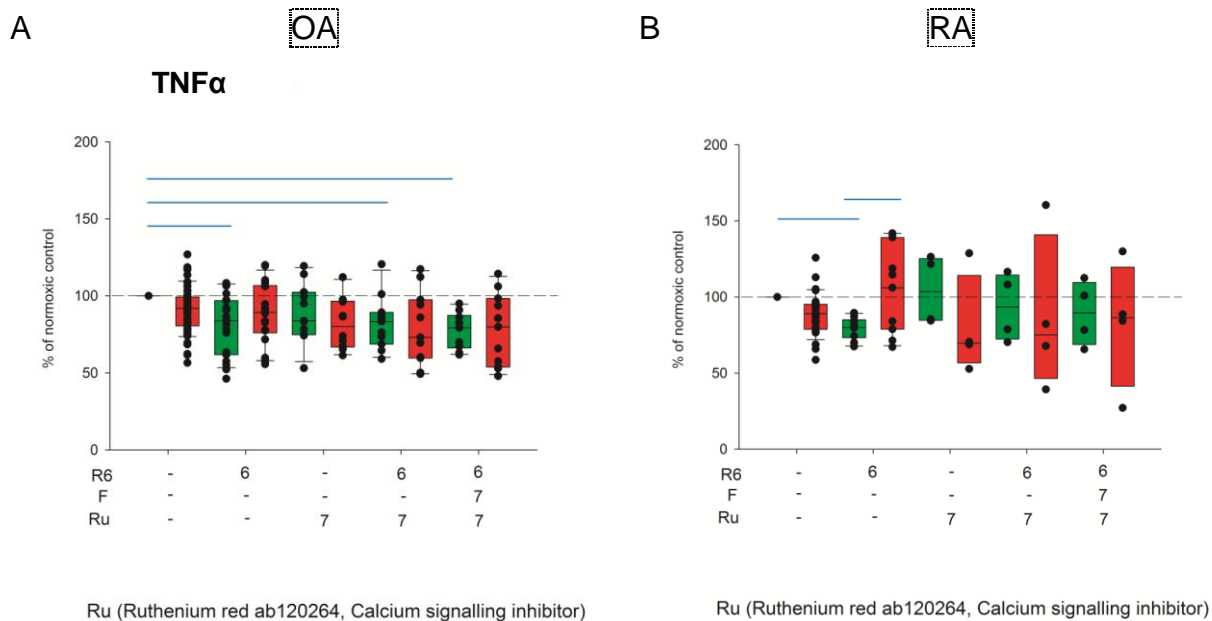 A
OA
TNFα
200
150
100
50
0
% of normoxic control
R6 - 6 - 6 6
F - - - - 7
Ru - - 7 7 7
Ru (Ruthenium red ab120264, Calcium signalling inhibitor)
B
RA
200
150
100
50
0
% of normoxic control
R6 - 6 - 6 6
F - - - - 7
Ru - - 7 7 7
Ru (Ruthenium red ab120264, Calcium signalling inhibitor)